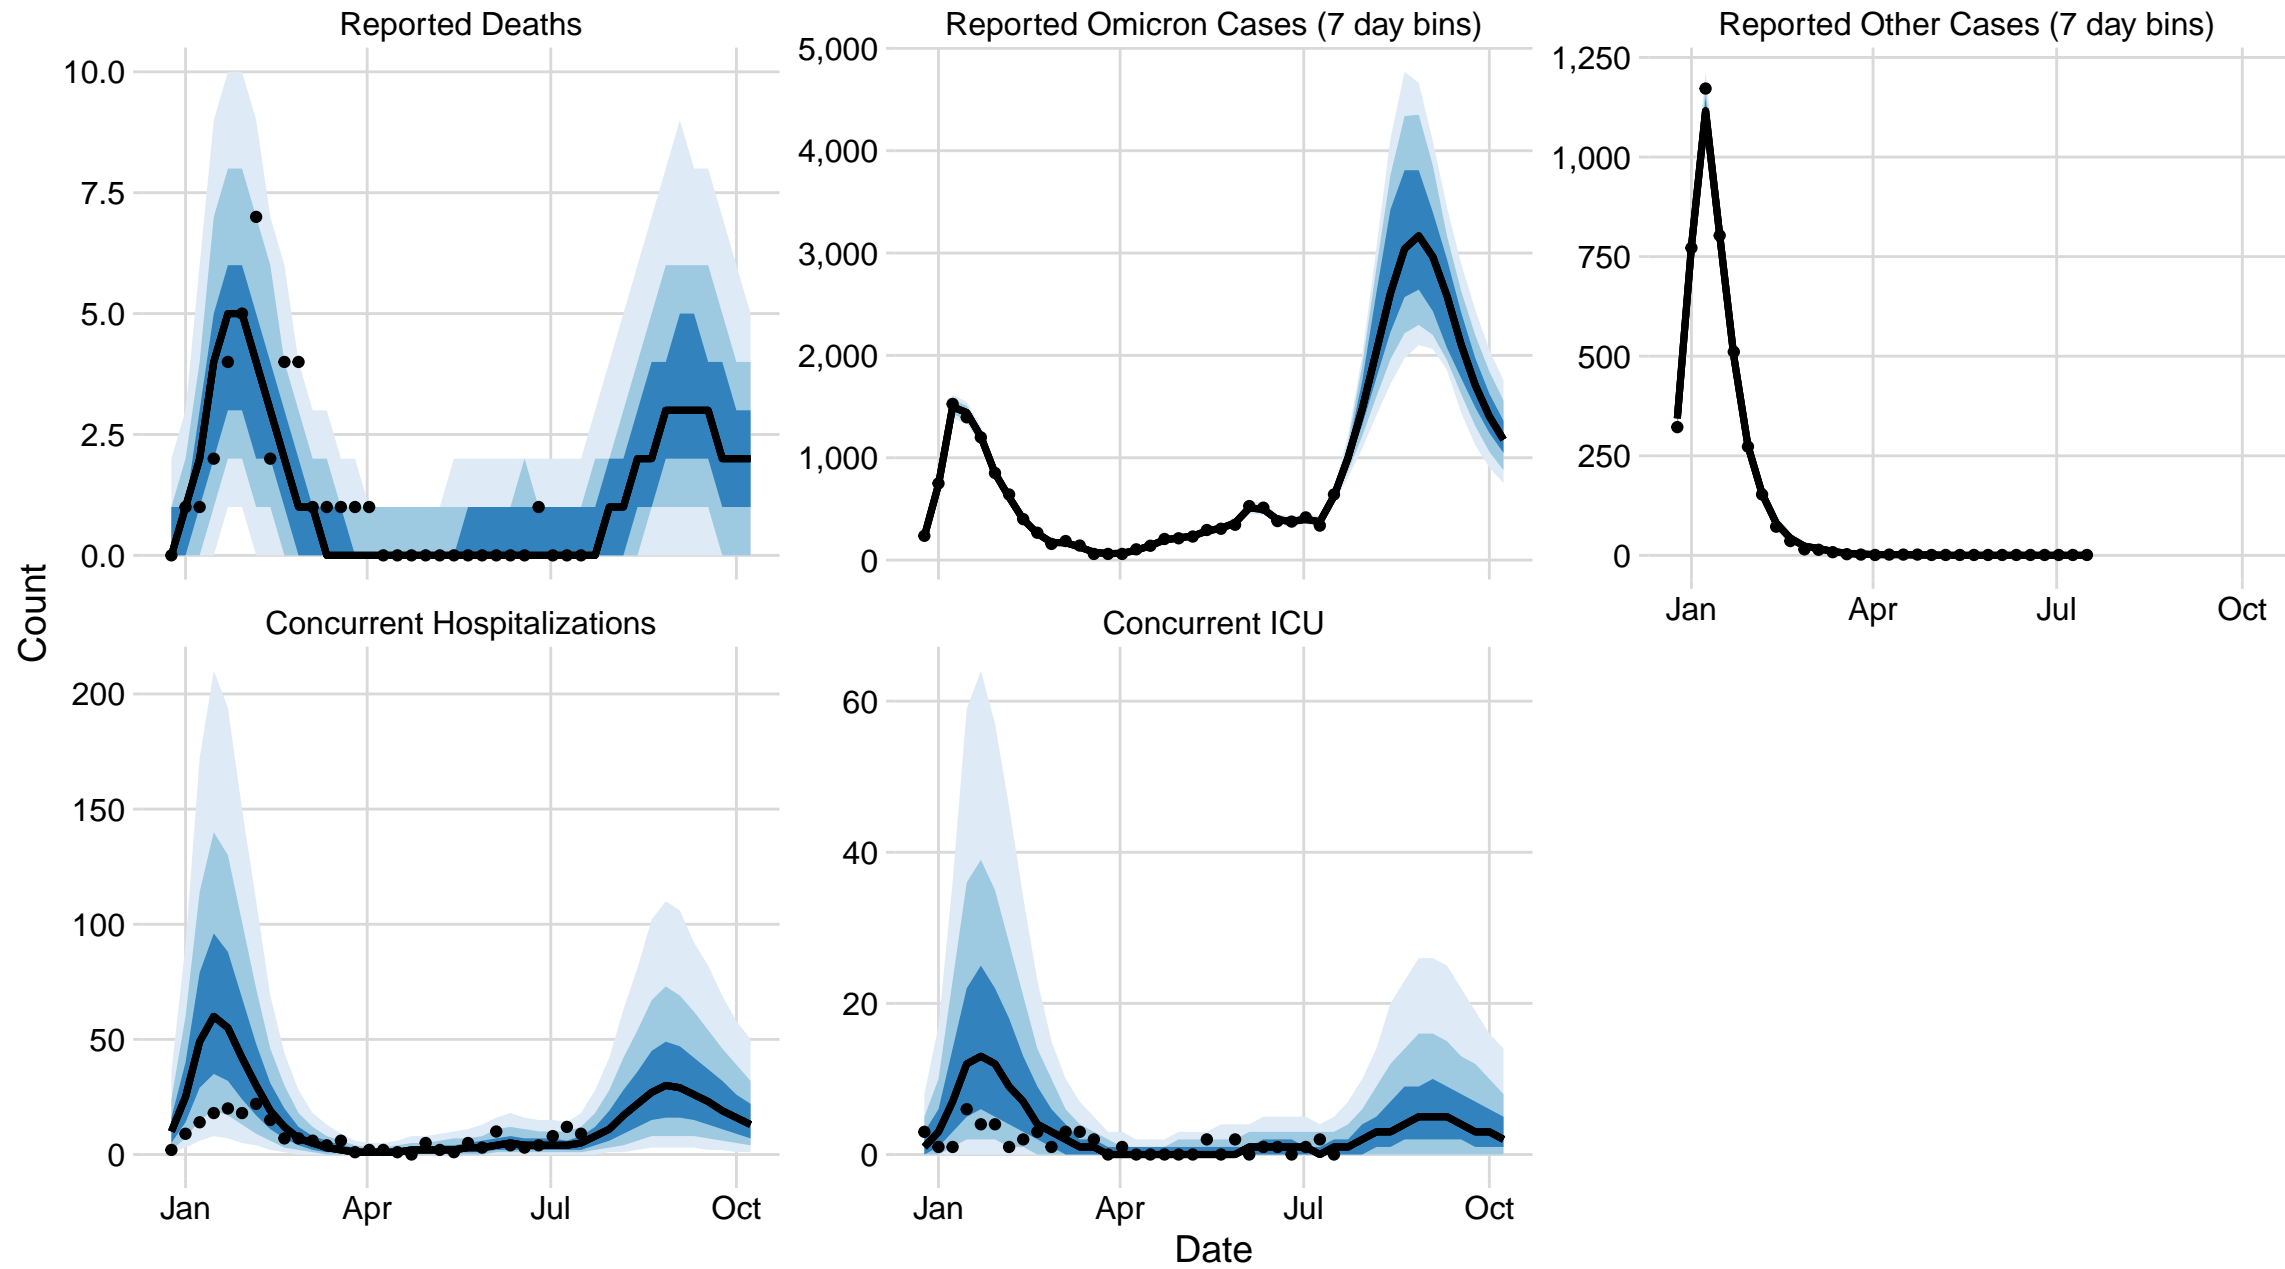 Reported Deaths
Reported Omicron Cases (7 day bins)
Reported Other Cases (7 day bins)
10.0
7.5
5.0
2.5
0.0
5,000
4,000
3,000
2,000
1,000
0
1,250
1,000
750
500
250
0
Jan Apr Jul Oct
Count
Concurrent Hospitalizations
Concurrent ICU
200
150
100
50
0
60
40
20
0
Jan Apr Jul Oct
Jan Apr Jul Oct
Date